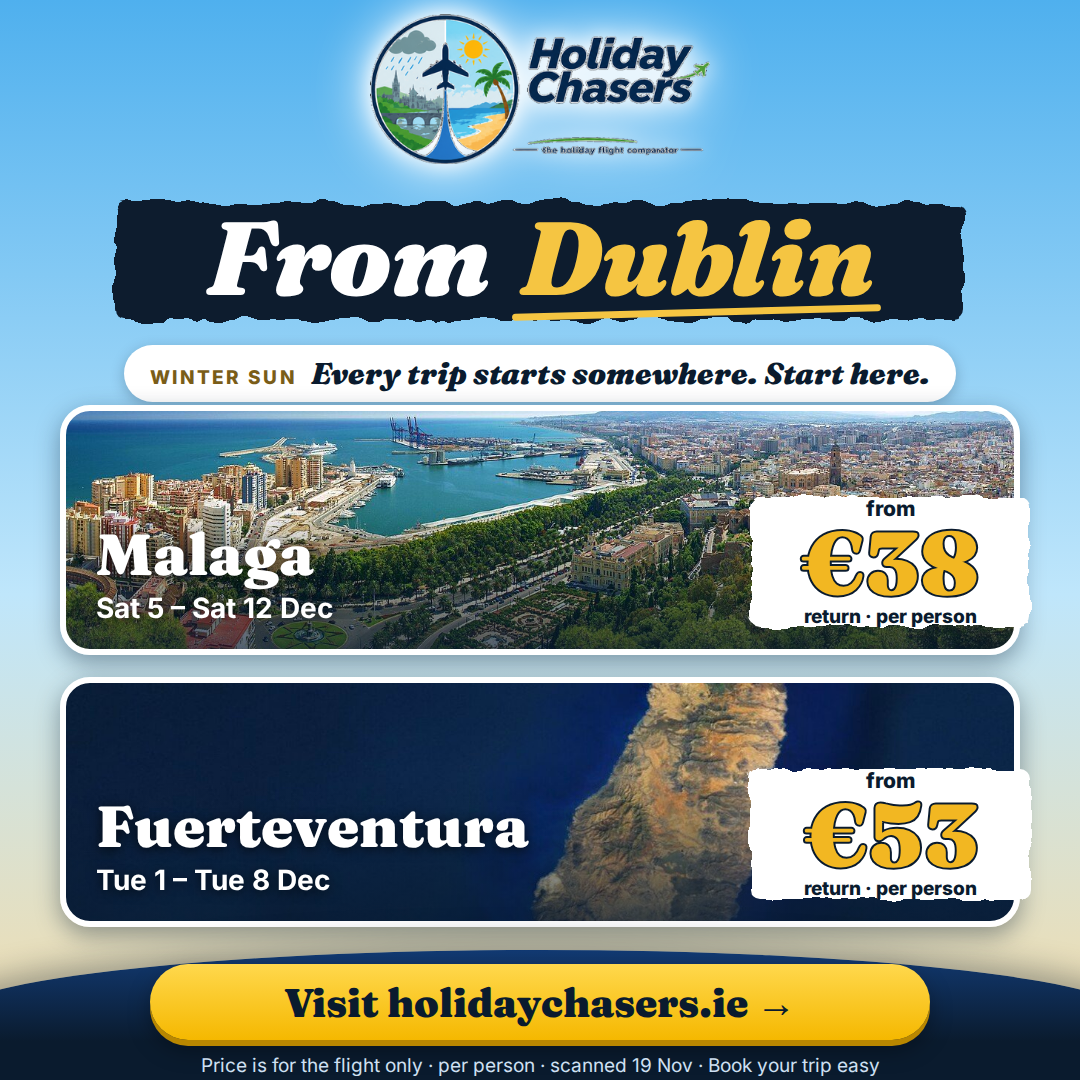 Holiday
Chasers
the holiday flight comparator
From Dublin
WINTER SUN Every trip starts somewhere. Start here.
Malaga
Sat 5 – Sat 12 Dec
from
€38
return · per person
Fuerteventura
Tue 1 – Tue 8 Dec
from
€53
return · per person
Visit holidaychasers.ie →
Price is for the flight only · per person · scanned 19 Nov · Book your trip easy